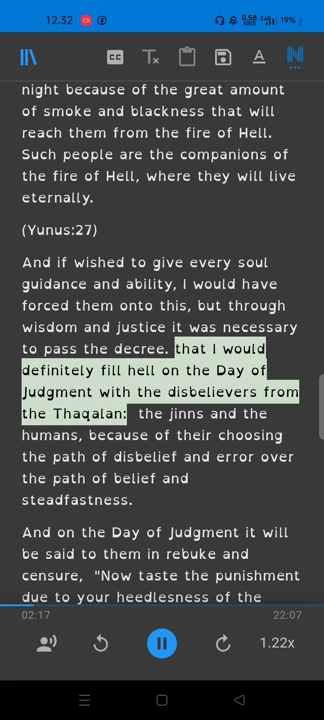 12.32
0.58 KB/S 19%
CC
night because of the great amount
of smoke and blackness that will
reach them from the fire of Hell.
Such people are the companions of
the fire of Hell, where they will live
eternally.
(Yunus:27)
And if wished to give every soul
guidance and ability, I would have
forced them onto this, but through
wisdom and justice it was necessary
to pass the decree. that I would
definitely fill hell on the Day of
Judgment with the disbelievers from
the Thaqalan: the jinns and the
humans, because of their choosing
the path of disbelief and error over
the path of belief and
steadfastness.
And on the Day of Judgment it will
be said to them in rebuke and
censure, "Now taste the punishment
due to your heedlesness of the
02:17 22:07
1.22x